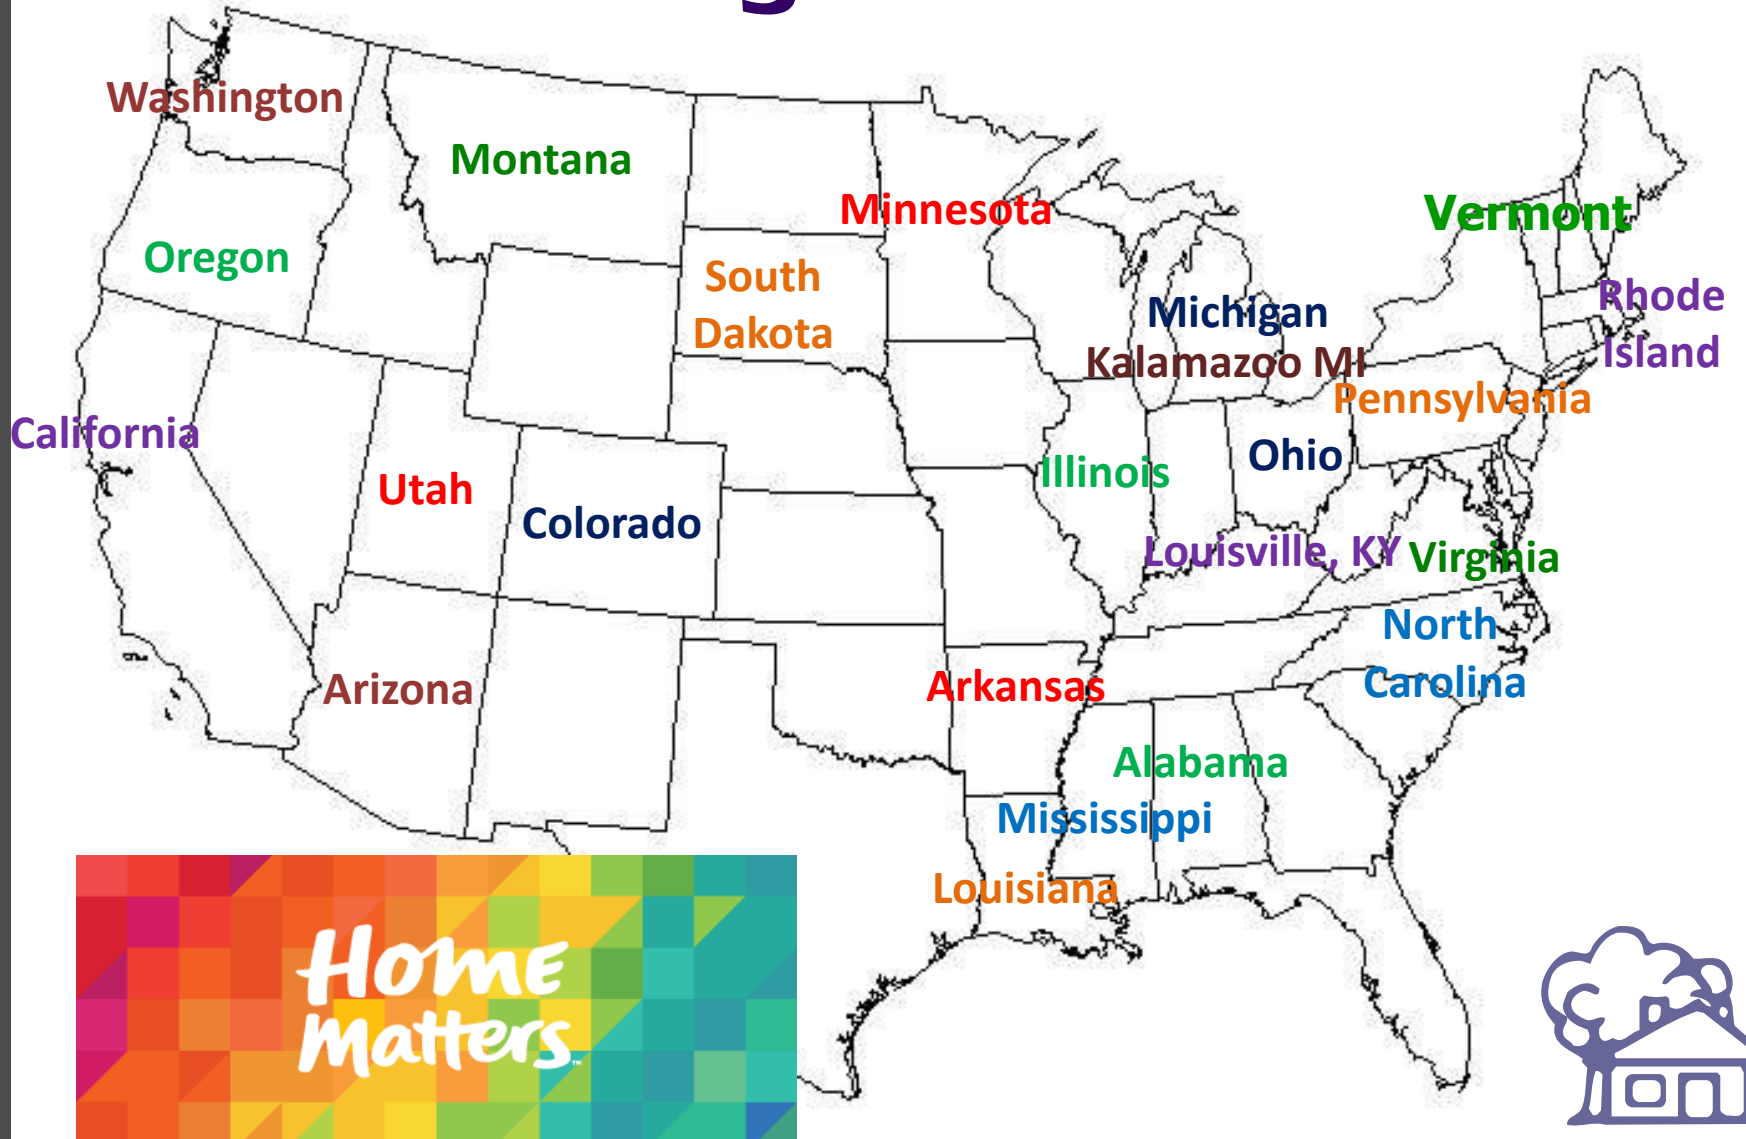 Washington
Montana
Minnesota
Vermont
Oregon
South
Dakota
Rhode
Island
Michigan
Kalamazoo MI
Pennsylvania
California
Ohio
Illinois
Utah
Colorado
Louisville, KY
Virginia
North
Carolina
Arizona
Arkansas
Alabama
Mississippi
Louisiana
Home
matters™